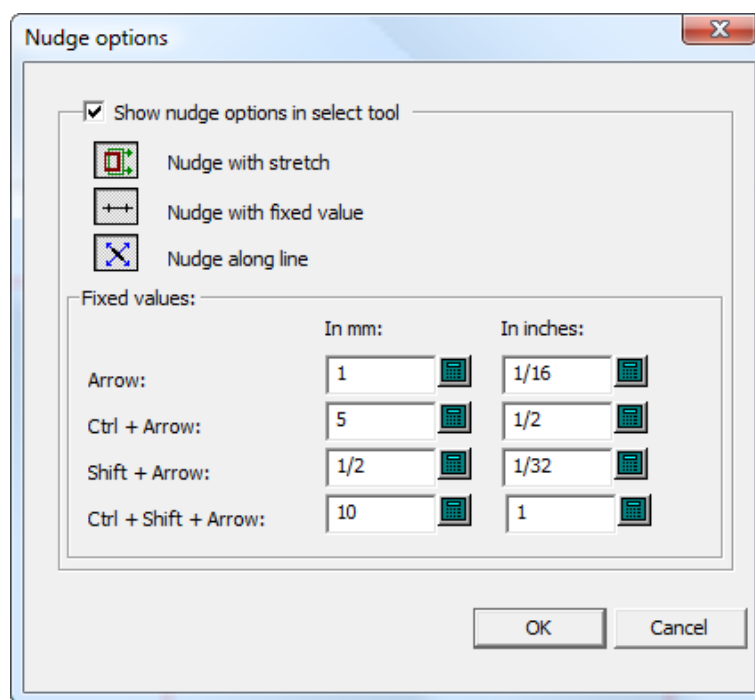 Nudge options
X
Show nudge options in select tool
Nudge with stretch
Nudge with fixed value
Nudge along line
Fixed values:
In mm: In inches:
Arrow: 1 1/16
Ctrl + Arrow: 5 1/2
Shift + Arrow: 1/2 1/32
Ctrl + Shift + Arrow: 10 1
OK Cancel